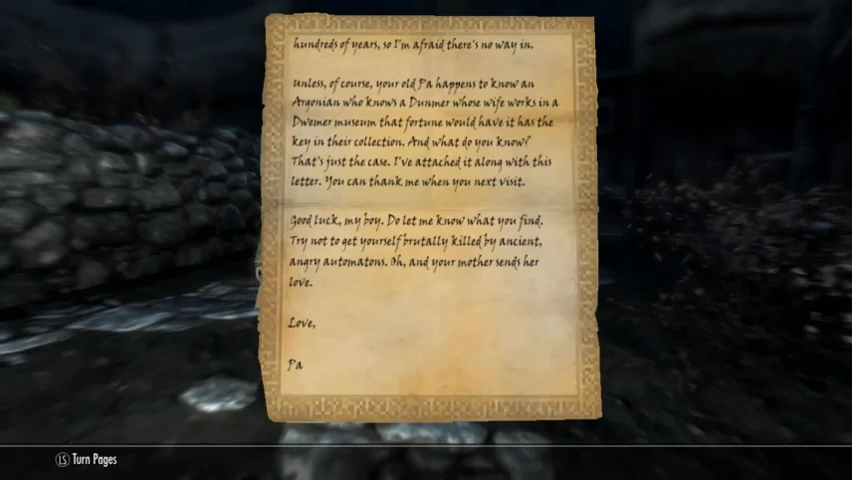 hundreds of years, so I'm afraid there's no way in.
Unless, of course, your old Pa happens to know an
Argonian who knows a Dunmer whose wife works in a
Dwemer museum that fortune would have it has the
key in their collection. And what do you know?
That's just the case. I've attached it along with this
letter. You can thank me when you next visit.
Good luck, my boy. Do let me know what you find.
Try not to get yourself brutally killed by ancient,
angry automatons. Oh, and your mother sends her
love.
Love,
Pa
LS Turn Pages